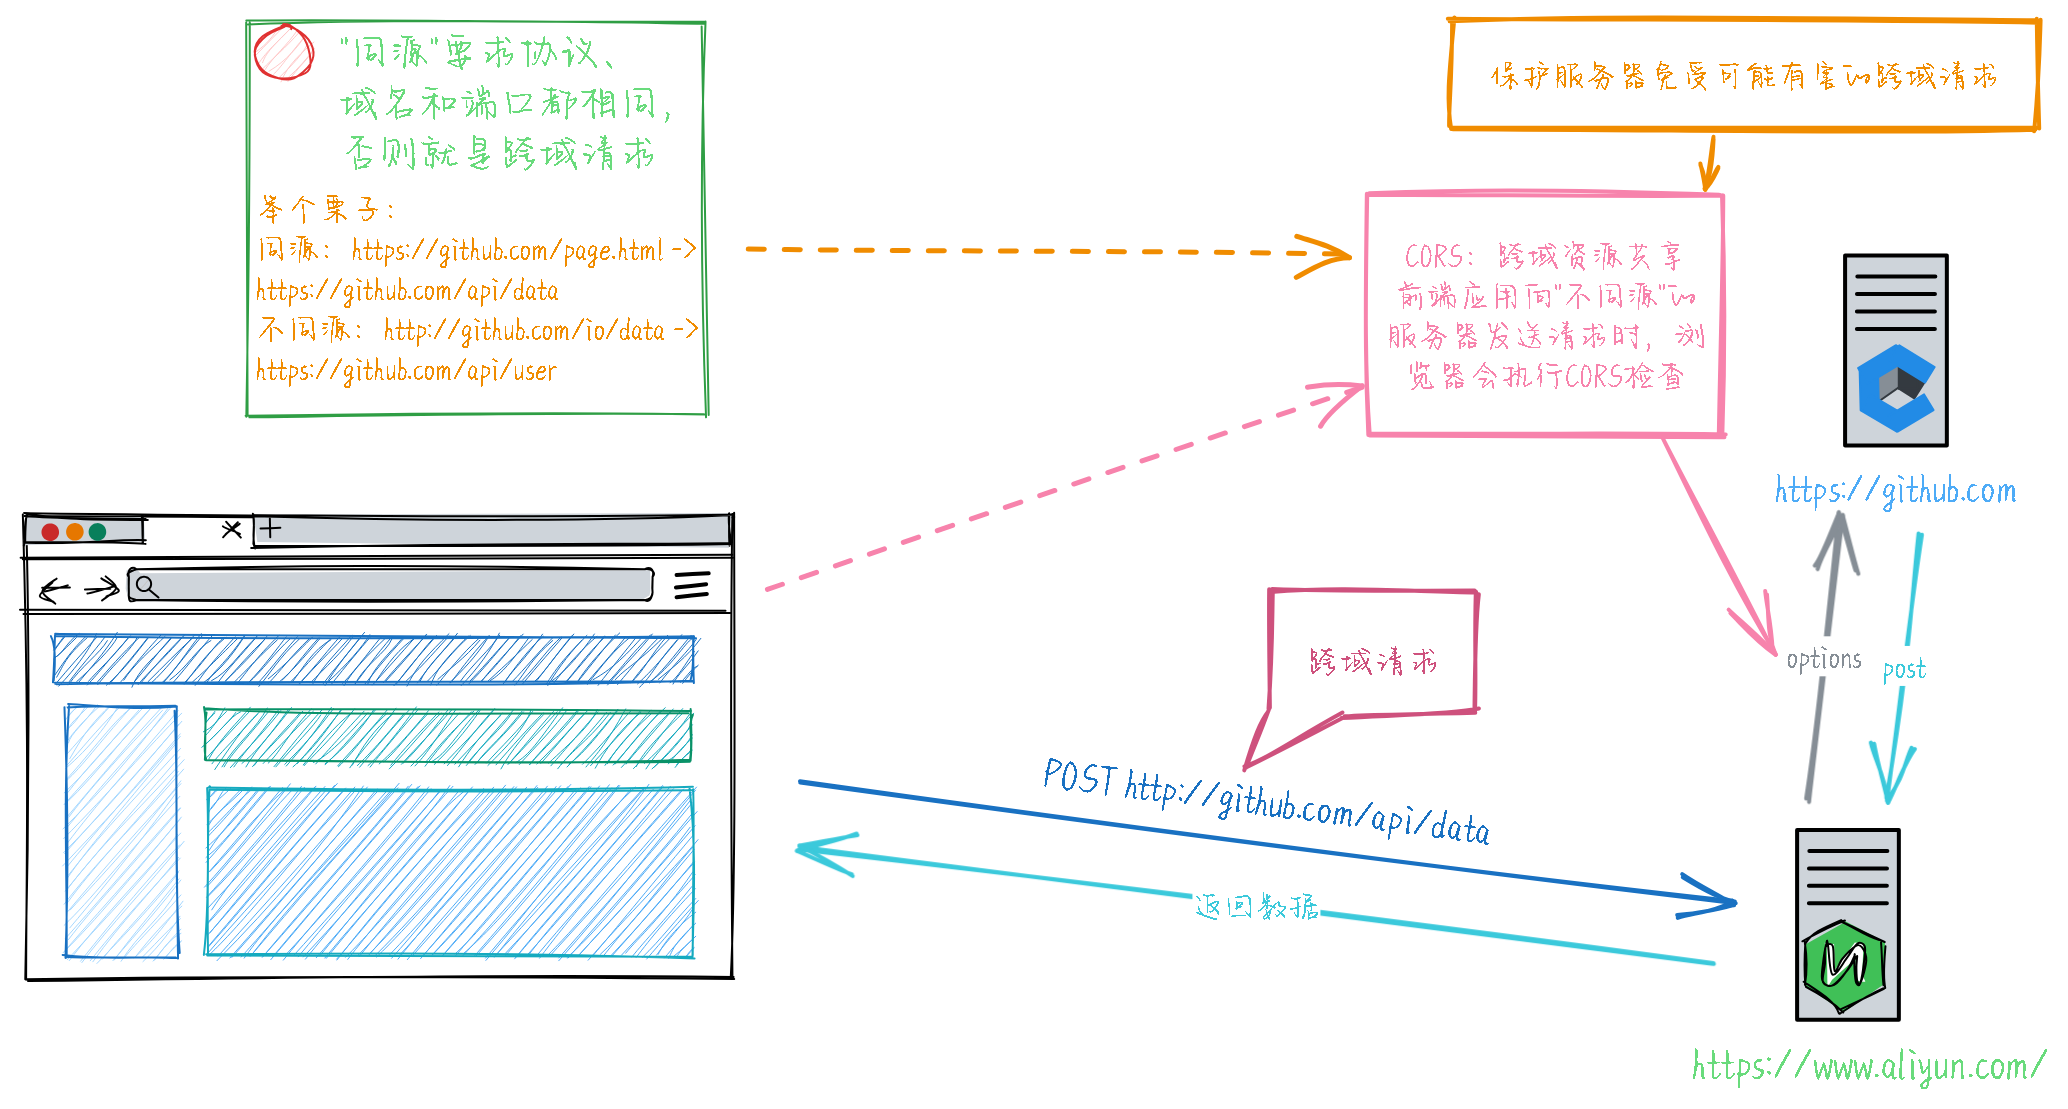 "同源"要求协议、
域名和端口都相同，
否则就是跨域请求
举个栗子：
同源： https://github.com/page.html ->
https://github.com/api/data
不同源： http://github.com/io/data ->
https://github.com/api/user
保护服务器免受可能有害的跨域请求
CORS： 跨域资源共享
前端应用向"不同源"的
服务器发送请求时，浏
览器会执行CORS检查
https://github.com
options
post
跨域请求
POST http://github.com/api/data
返回数据
https://www.aliyun.com/